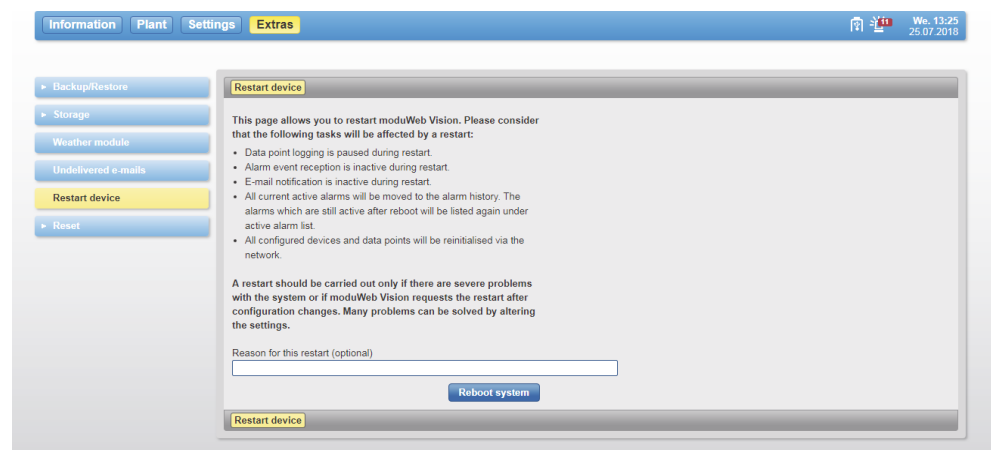 Information Plant Settings Extras 11 We. 13:25
25.07.2018
Backup/Restore
Storage
Weather module
Undelivered e-mails
Restart device
Reset
Restart device
This page allows you to restart moduWeb Vision. Please consider
that the following tasks will be affected by a restart:
• Data point logging is paused during restart.
• Alarm event reception is inactive during restart.
• E-mail notification is inactive during restart.
• All current active alarms will be moved to the alarm history. The
alarms which are still active after reboot will be listed again under
active alarm list.
• All configured devices and data points will be reinitialised via the
network.
A restart should be carried out only if there are severe problems
with the system or if moduWeb Vision requests the restart after
configuration changes. Many problems can be solved by altering
the settings.
Reason for this restart (optional)
Reboot system
Restart device